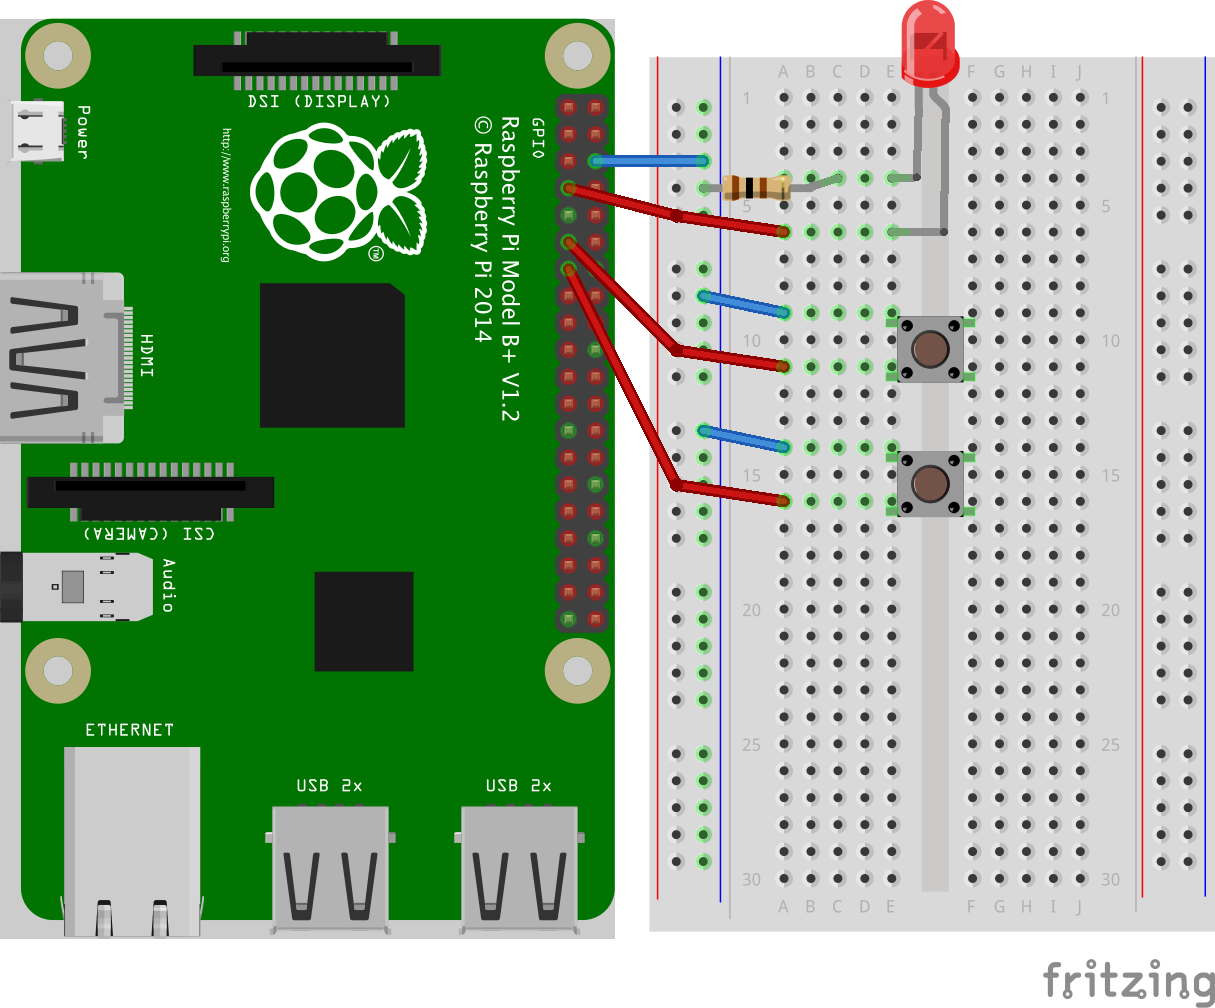 DSI (DISPLAY)
Power
http://www.raspberrypi.org
TM
GPIO
Raspberry Pi Model B+ V1.2
© Raspberry Pi 2014
HDMI
CSI (CAMERA)
Audio
ETHERNET
USB 2x
USB 2x
A B C D E F G H I J
1 1
5 5
10 10
15 15
20 20
25 25
30 30
A B C D E F G H I J
fritzing